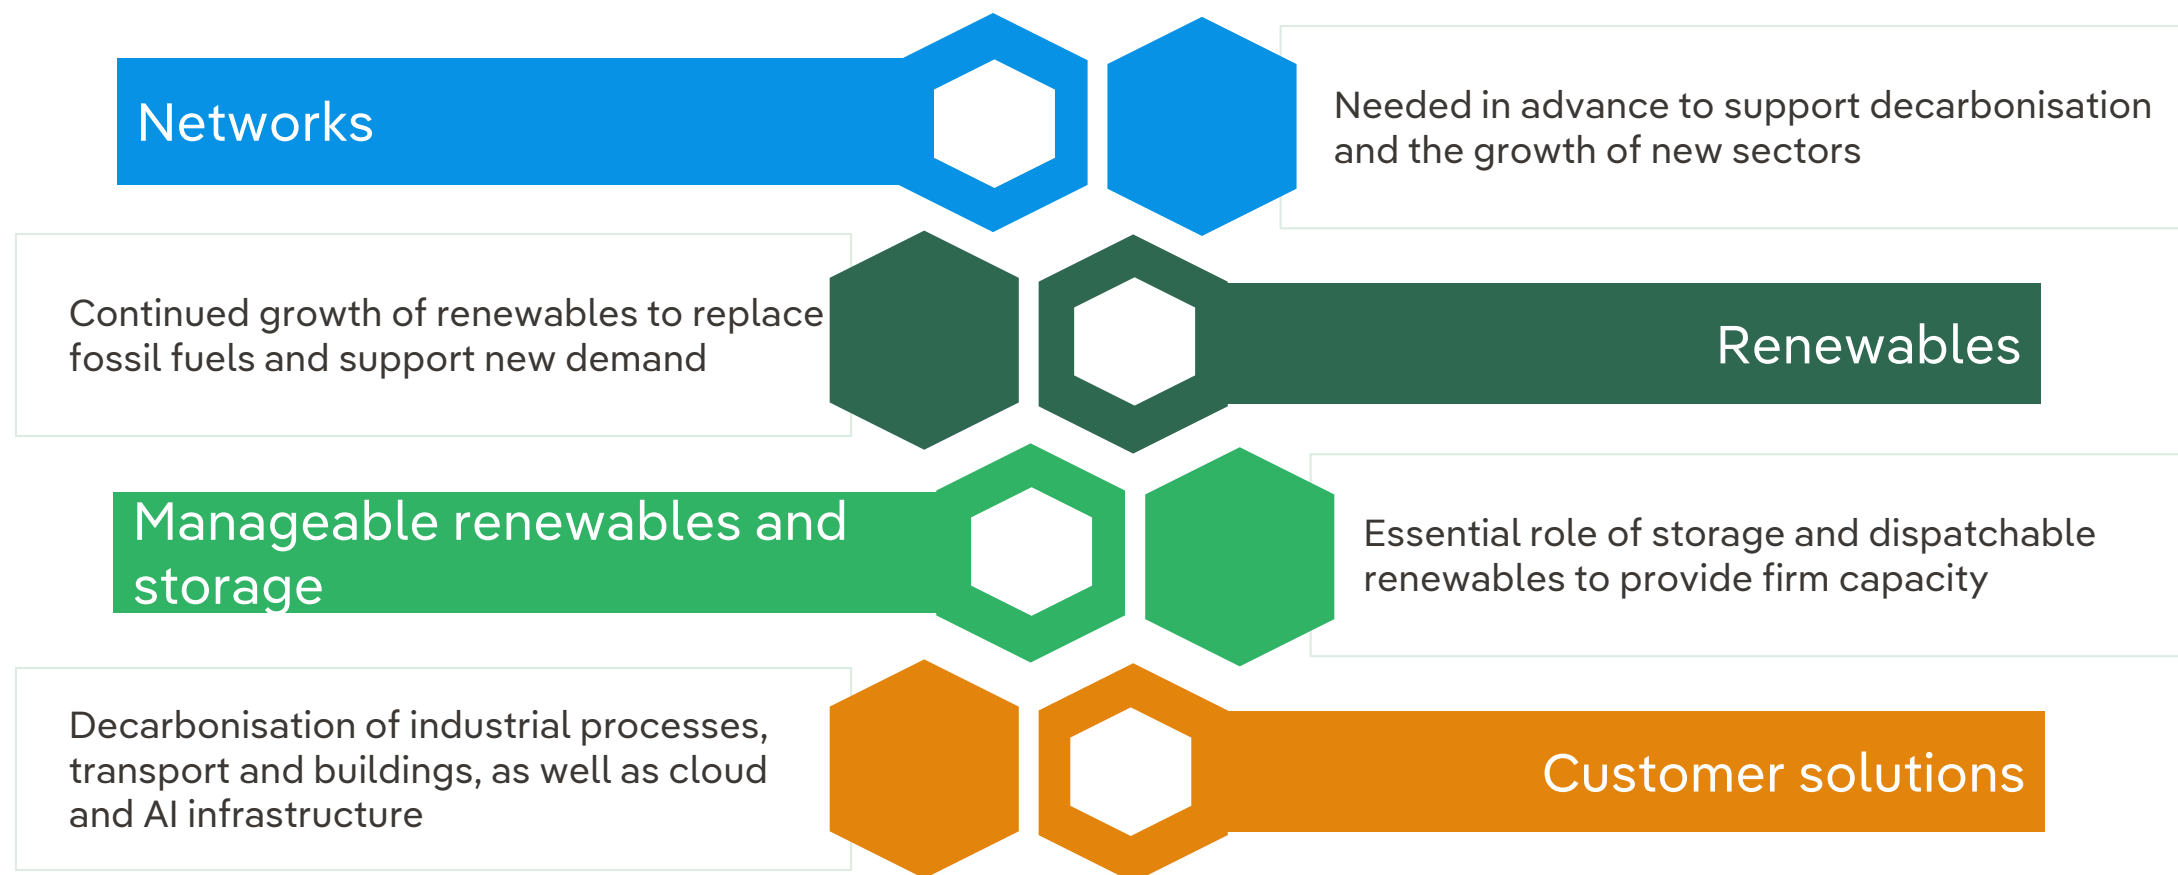 Networks
Needed in advance to support decarbonisation
and the growth of new sectors
Continued growth of renewables to replace
fossil fuels and support new demand
Renewables
Manageable renewables and
storage
Essential role of storage and dispatchable
renewables to provide firm capacity
Decarbonisation of industrial processes,
transport and buildings, as well as cloud
and AI infrastructure
Customer solutions